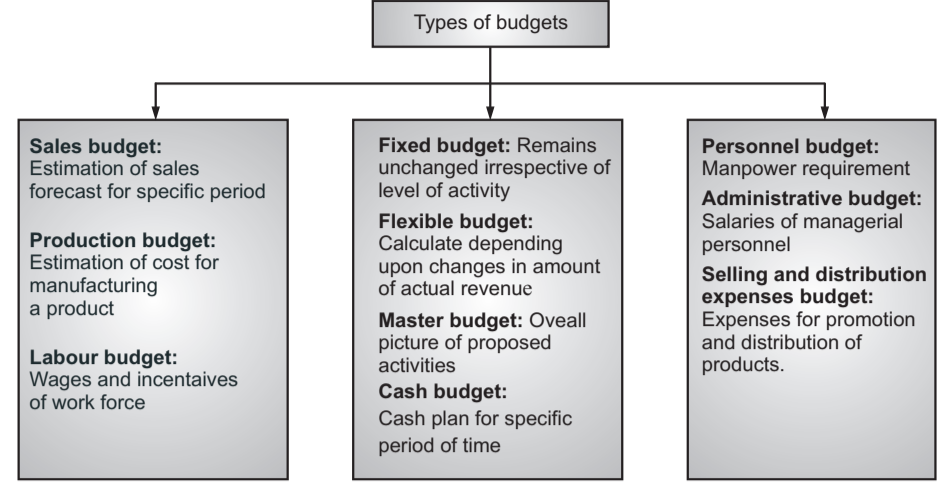 Types of budgets
Sales budget:
Estimation of sales
forecast for specific period
Production budget:
Estimation of cost for
manufacturing
a product
Labour budget:
Wages and incentaives
of work force
Fixed budget: Remains
unchanged irrespective of
level of activity
Flexible budget:
Calculate depending
upon changes in amount
of actual revenue
Master budget: Oveall
picture of proposed
activities
Cash budget:
Cash plan for specific
period of time
Personnel budget:
Manpower requirement
Administrative budget:
Salaries of managerial
personnel
Selling and distribution
expenses budget:
Expenses for promotion
and distribution of
products.